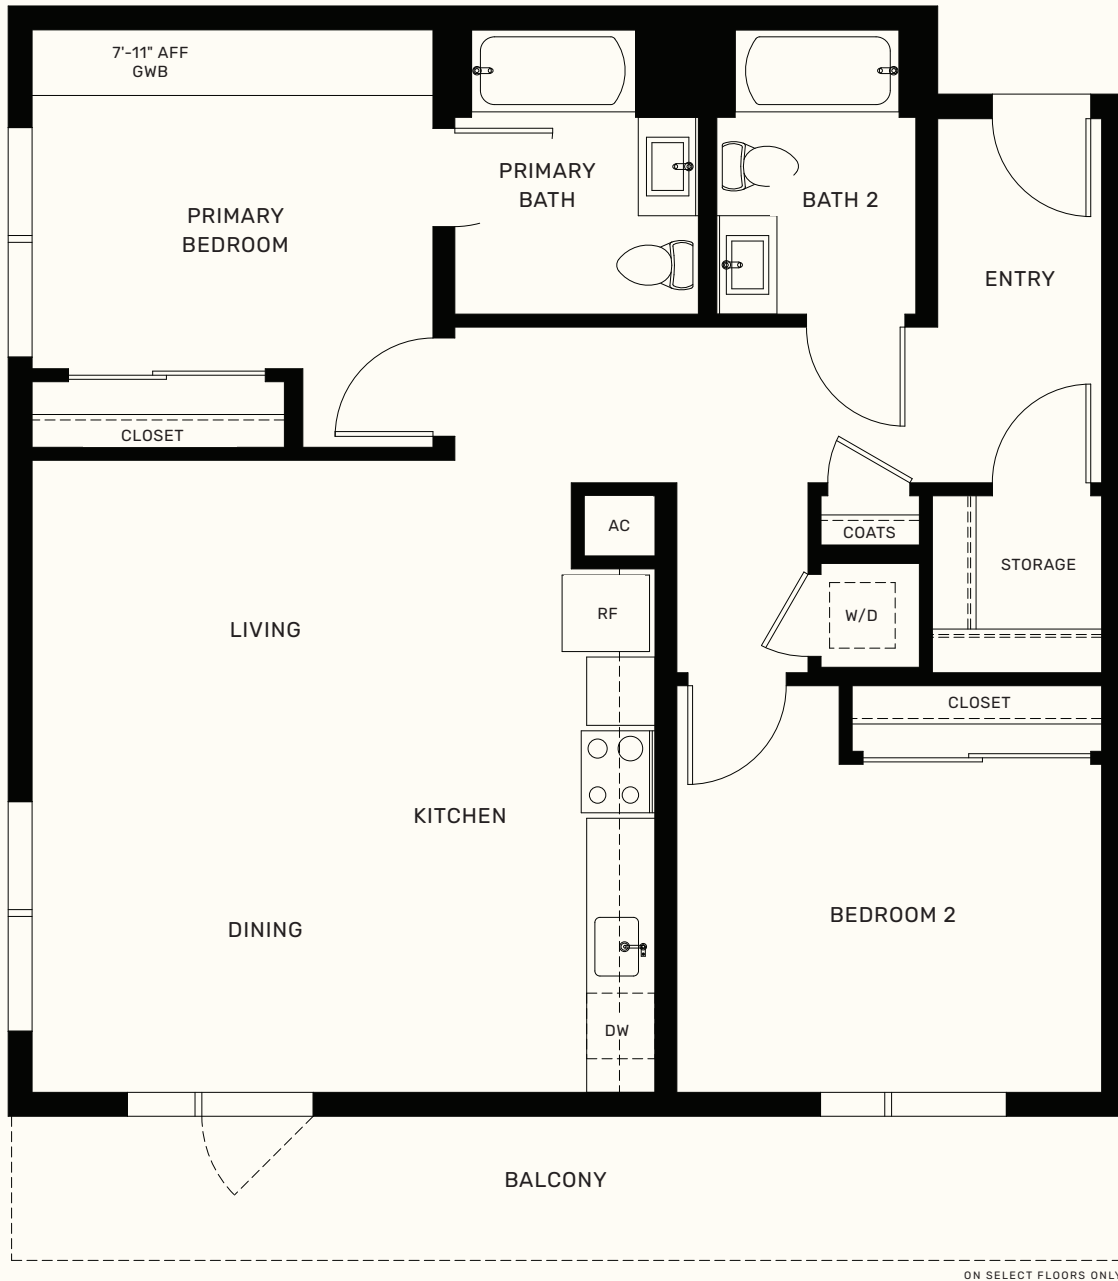 7'-11" AFF
GWB
PRIMARY
BATH
BATH 2
PRIMARY
BEDROOM
ENTRY
CLOSET
AC
COATS
STORAGE
RF
W/D
LIVING
CLOSET
KITCHEN
BEDROOM 2
DINING
DW
BALCONY
ON SELECT FLOORS ONLY